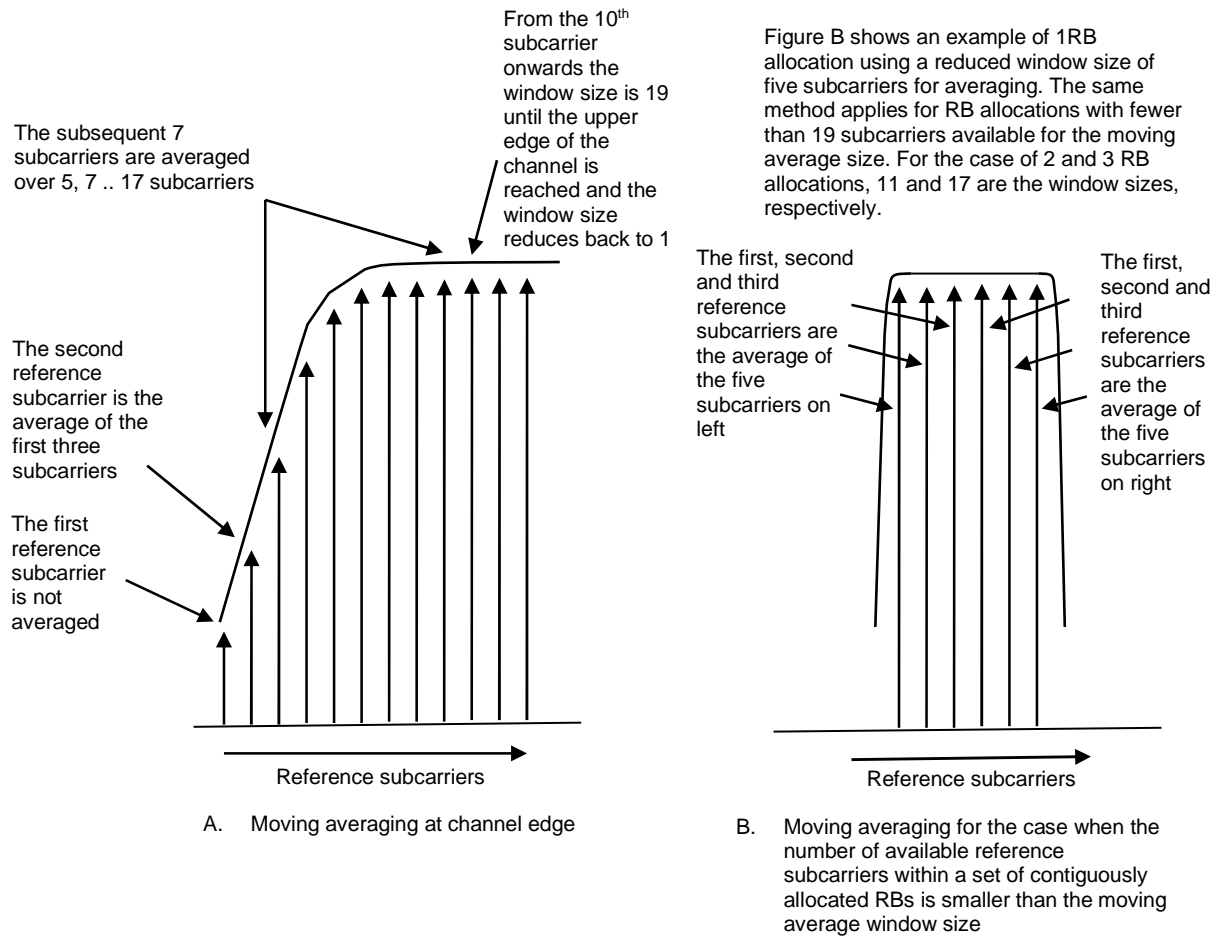 From the 10th
subcarrier
onwards the
window size is 19
until the upper
edge of the
channel is
reached and the
window size
reduces back to 1
The subsequent 7
subcarriers are averaged
over 5, 7 .. 17 subcarriers
The second
reference
subcarrier is the
average of the
first three
subcarriers
The first
reference
subcarrier
is not
averaged
Reference subcarriers
A. Moving averaging at channel edge
Figure B shows an example of 1RB
allocation using a reduced window size of
five subcarriers for averaging. The same
method applies for RB allocations with fewer
than 19 subcarriers available for the moving
average size. For the case of 2 and 3 RB
allocations, 11 and 17 are the window sizes,
respectively.
The first, second
and third
reference
subcarriers are
the average of
the five
subcarriers on
left
The first,
second and
third
reference
subcarriers
are the
average of
the five
subcarriers
on right
Reference subcarriers
B. Moving averaging for the case when the
number of available reference
subcarriers within a set of contiguously
allocated RBs is smaller than the moving
average window size